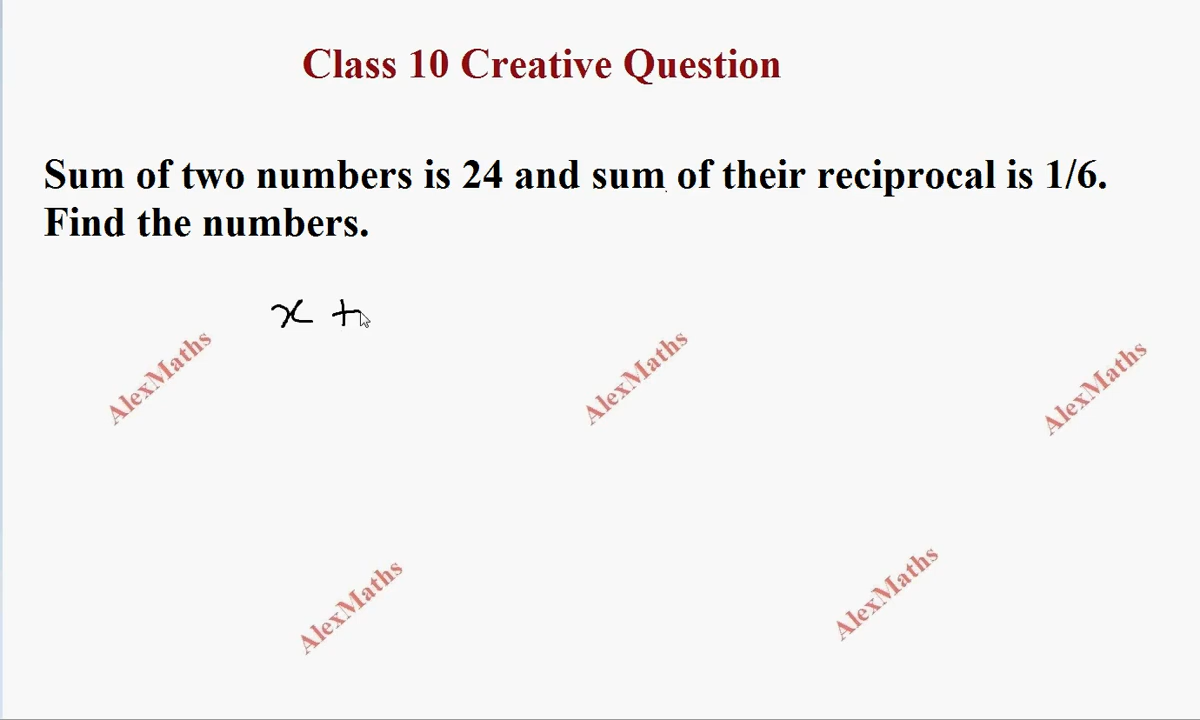 Class 10 Creative Question
Sum of two numbers is 24 and sum of their reciprocal is 1/6.
Find the numbers.
x +
AlexMaths
AlexMaths
AlexMaths
AlexMaths
AlexMaths